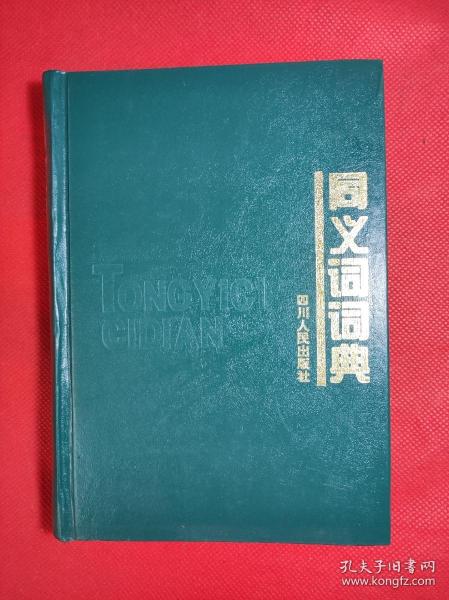 同义词词典
四川人民出版社
TONGYICI
CIDIAN
孔夫子旧书网
www.kongfz.com